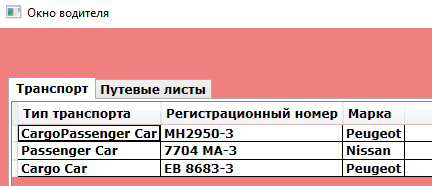 Окно водителя
Транспорт Путевые листы
Тип транспорта Регистрационный номер Марка
CargoPassenger Car MH2950-3 Peugeot
Passenger Car 7704 MA-3 Nissan
Cargo Car EB 8683-3 Peugeot